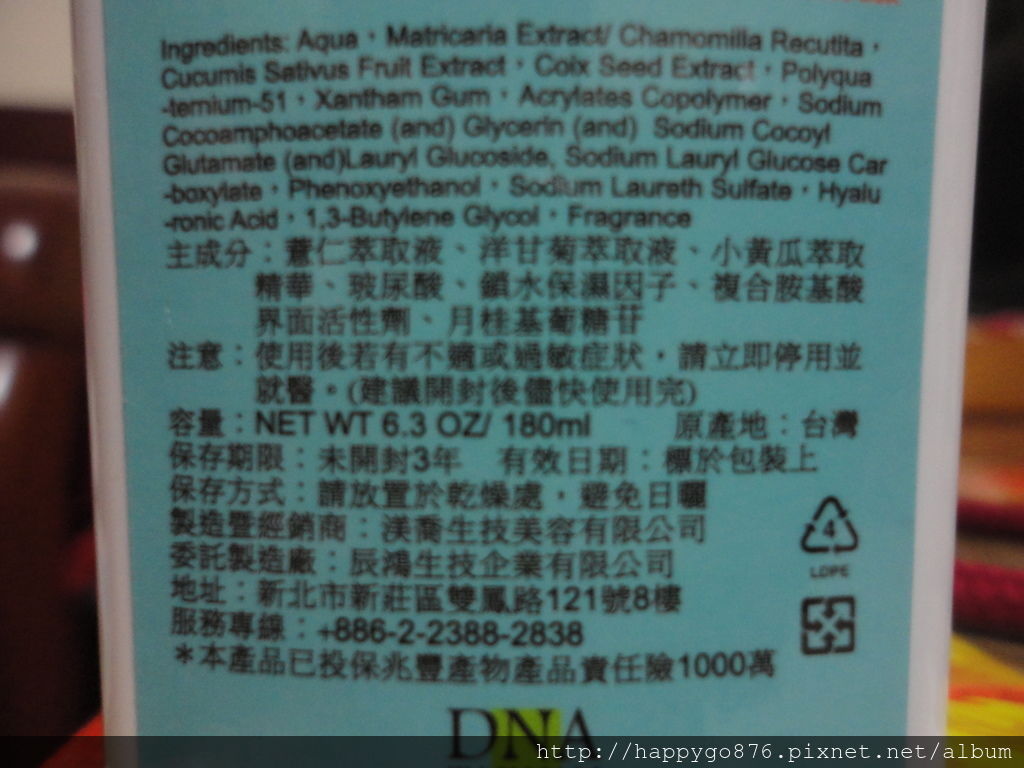 Ingredients: Aqua，Matricaria Extract/ Chamomilla Recutita，
Cucumis Sativus Fruit Extract，Coix Seed Extract，Polyqua
-ternium-51，Xantham Gum，Acrylates Copolymer，Sodium
Cocoamphoacetate (and) Glycerin (and) Sodium Cocoyl
Glutamate (and)Lauryl Glucoside, Sodium Lauryl Glucose Car
-boxylate，Phenoxyethanol，Sodium Laureth Sulfate，Hyalu
-ronic Acid，1,3-Butylene Glycol，Fragrance
主成分：薏仁萃取液、洋甘菊萃取液、小黃瓜萃取
精華、玻尿酸、鎖水保濕因子、複合胺基酸
界面活性劑、月桂基葡糖苷
注意：使用後若有不適或過敏症狀，請立即停用並
就醫。(建議開封後儘快使用完)
容量：NET WT 6.3 OZ/ 180ml 原產地：台灣
保存期限：未開封3年 有效日期：標於包裝上
保存方式：請放置於乾燥處，避免日曬
製造暨經銷商：渼喬生技美容有限公司
委託製造廠：辰鴻生技企業有限公司
地址：新北市新莊區雙鳳路121號8樓
服務專線：+886-2-2388-2838
＊本產品已投保兆豐產物產品責任險1000萬
4
LDPE
DNA
http://happygo876.pixnet.net/album